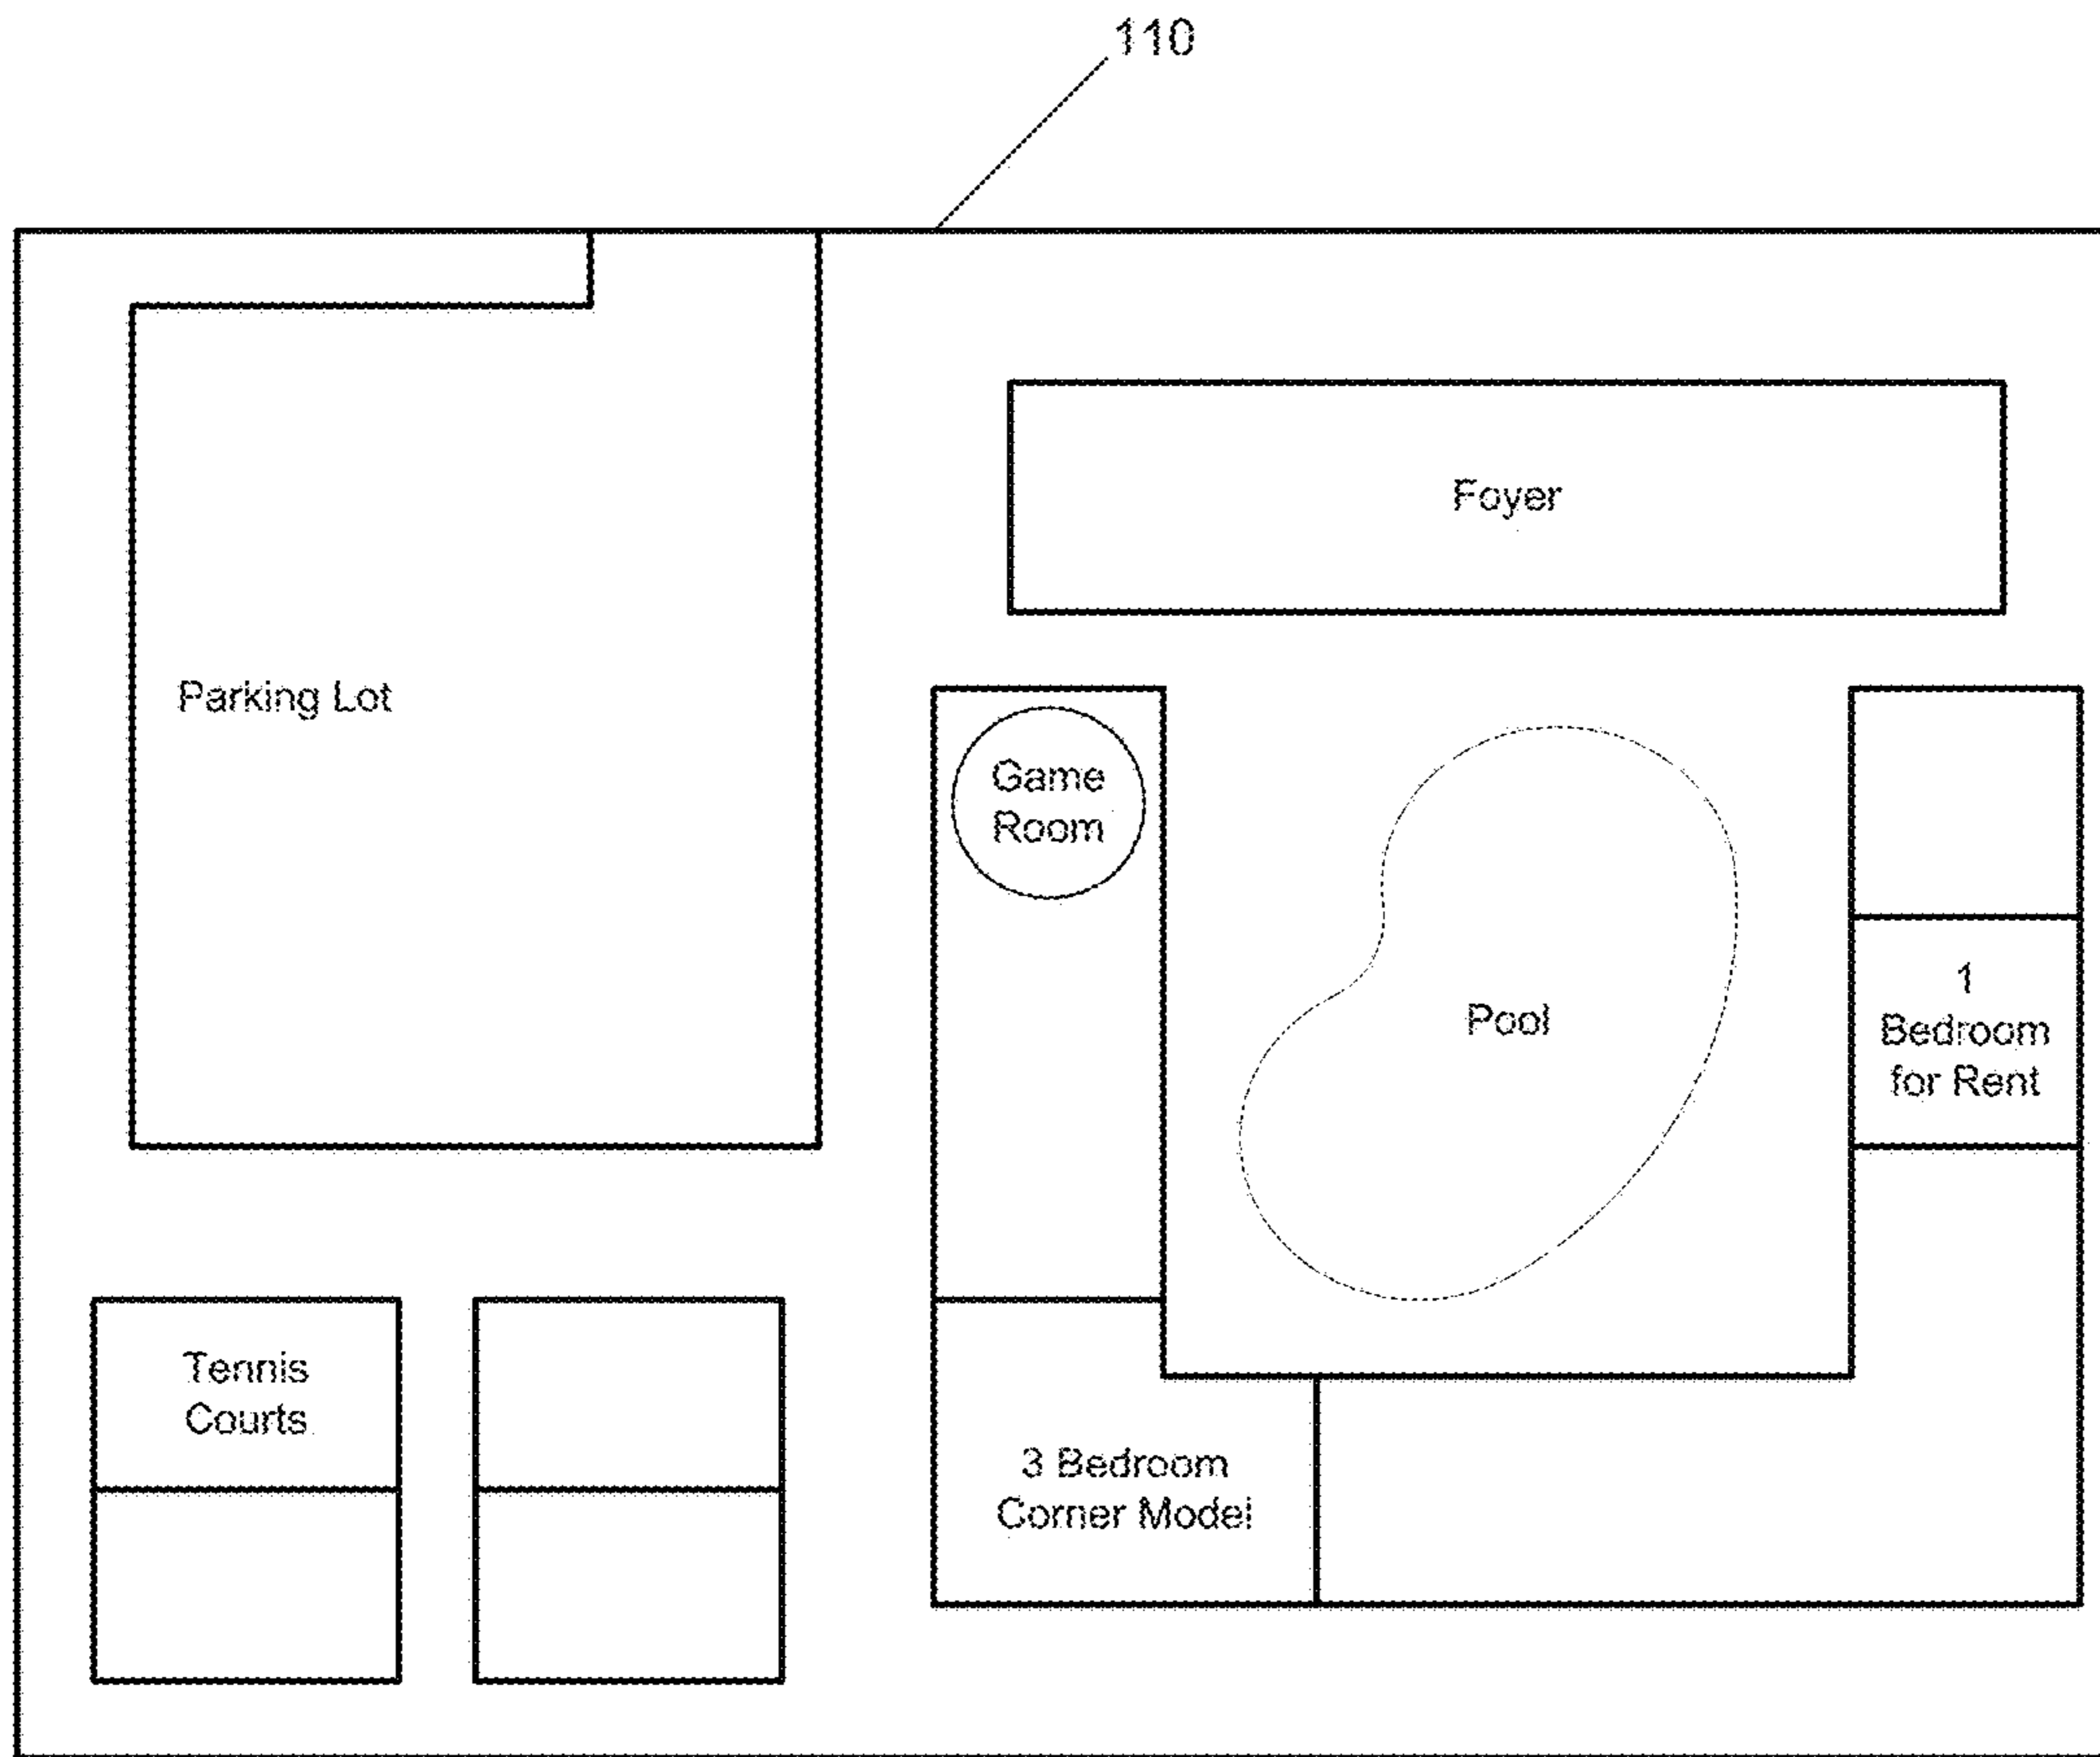 110
Foyer
Parking Lot
Game
Room
Pool
1
Bedroom
for Rent
Tennis
Courts
3 Bedroom
Corner Model